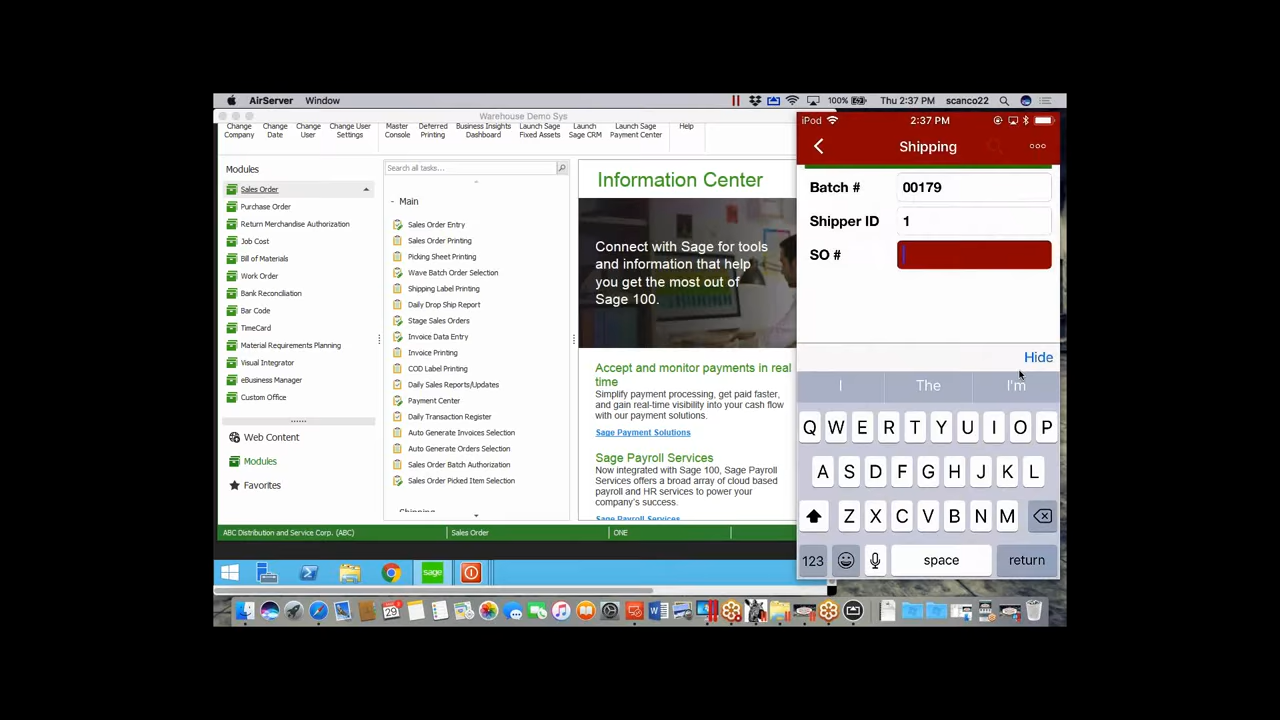 AirServer Window
100% Thu 2:37 PM scanco22
Warehouse Demo Sys
Change Company
Change Date
Change User
Change User Settings
Master Console
Deferred Printing
Business Insights Dashboard
Launch Sage Fixed Assets
Launch Sage CRM
Launch Sage Payment Center
Help
Modules
Sales Order
Purchase Order
Return Merchandise Authorization
Job Cost
Bill of Materials
Work Order
Bank Reconciliation
Bar Code
TimeCard
Material Requirements Planning
Visual Integrator
eBusiness Manager
Custom Office
Web Content
Modules
Favorites
Search all tasks...
- Main
Sales Order Entry
Sales Order Printing
Picking Sheet Printing
Wave Batch Order Selection
Shipping Label Printing
Daily Drop Ship Report
Stage Sales Orders
Invoice Data Entry
Invoice Printing
COD Label Printing
Daily Sales Reports/Updates
Payment Center
Daily Transaction Register
Auto Generate Invoices Selection
Auto Generate Orders Selection
Sales Order Batch Authorization
Sales Order Picked Item Selection
Shipping
Information Center
Connect with Sage for tools
and information that help
you get the most out of
Sage 100.
Accept and monitor payments in real
time
Simplify payment processing, get paid faster,
and gain real-time visibility into your cash flow
with our payment solutions.
Sage Payment Solutions
Sage Payroll Services
Now integrated with Sage 100, Sage Payroll
Services offers a broad array of cloud based
payroll and HR services to power your
company's success.
Sage Payroll Services
ABC Distribution and Service Corp. (ABC)
Sales Order
ONE
sage
iPod 2:37 PM
Shipping
Batch # 00179
Shipper ID 1
SO #
Hide
I The I'm
Q W E R T Y U I O P
A S D F G H J K L
Z X C V B N M
123 space return
29